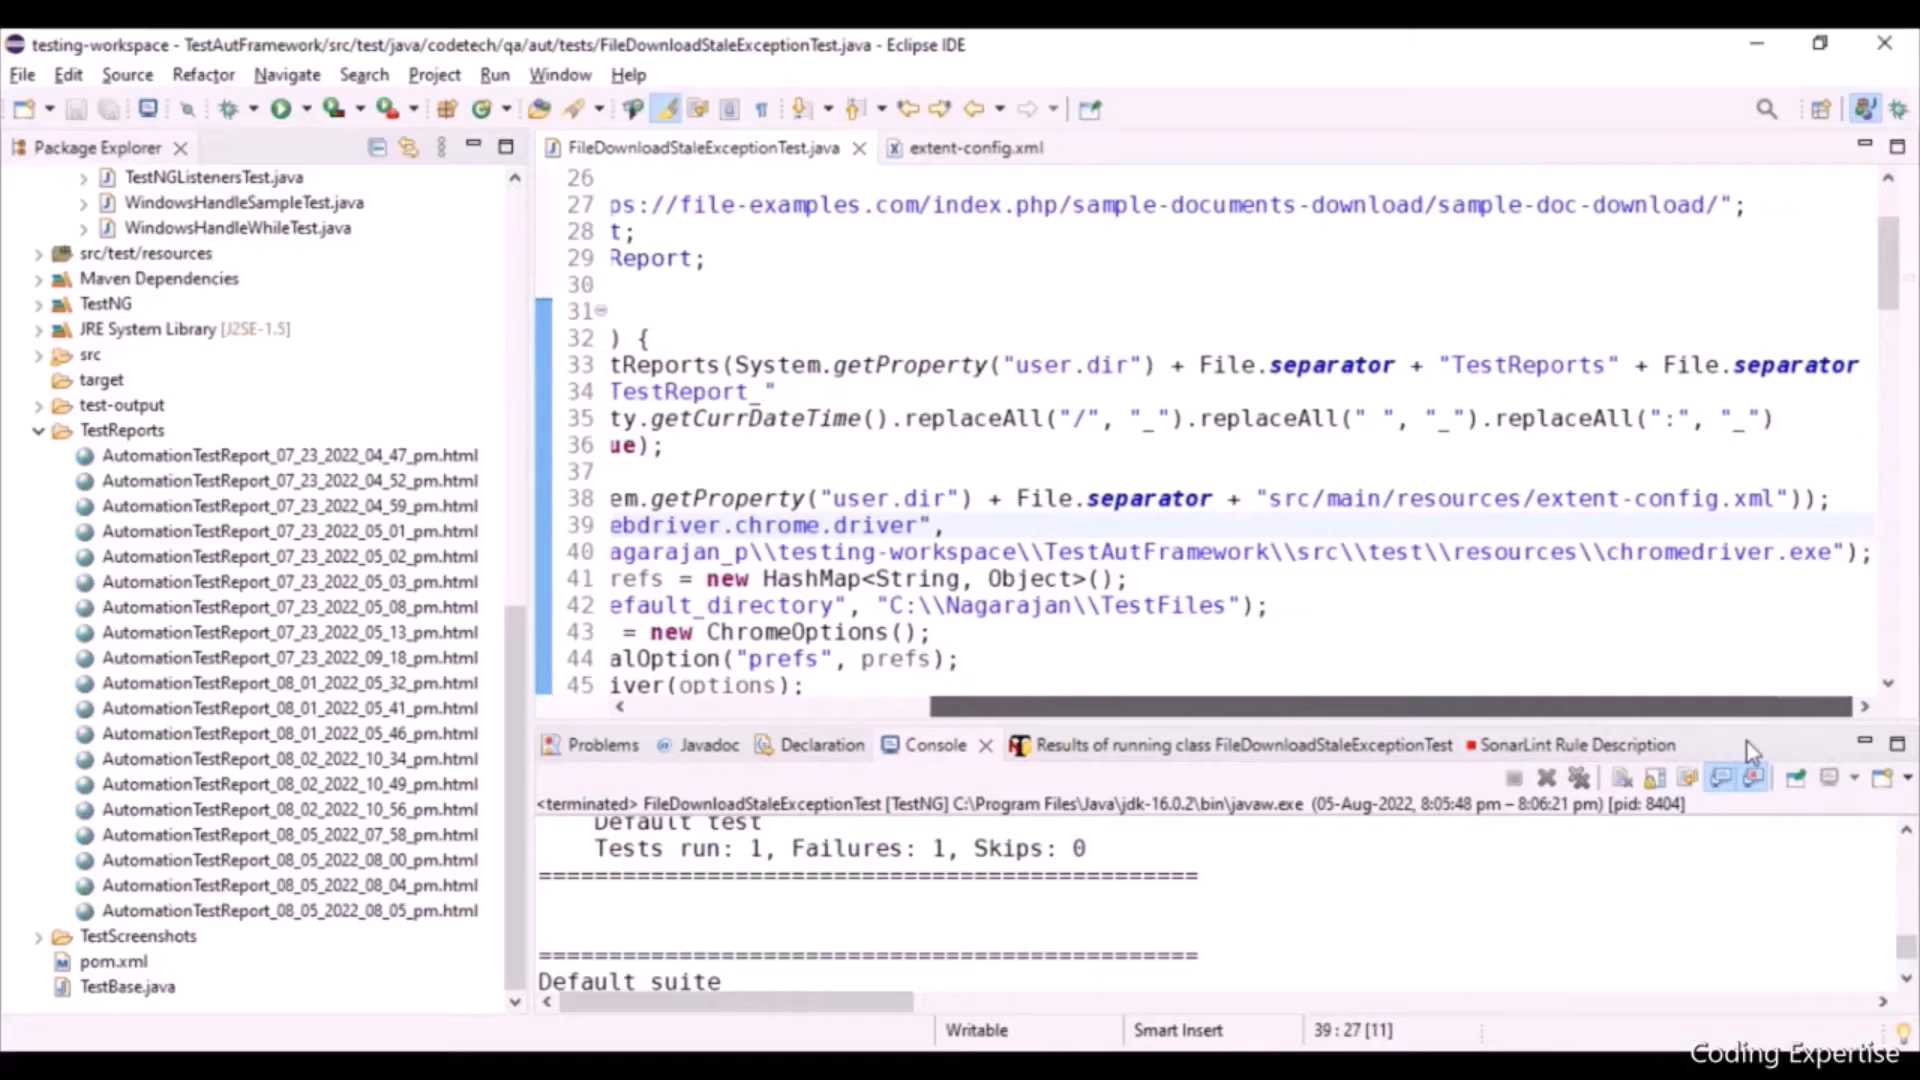 testing-workspace - TestAutFramework/src/test/java/codetech/qa/aut/tests/FileDownloadStaleExceptionTest.java - Eclipse IDE
File Edit Source Refactor Navigate Search Project Run Window Help
Package Explorer
TestNGListenersTest.java
WindowsHandleSampleTest.java
WindowsHandleWhileTest.java
src/test/resources
Maven Dependencies
TestNG
JRE System Library [J2SE-1.5]
src
target
test-output
TestReports
AutomationTestReport_07_23_2022_04_47_pm.html
AutomationTestReport_07_23_2022_04_52_pm.html
AutomationTestReport_07_23_2022_04_59_pm.html
AutomationTestReport_07_23_2022_05_01_pm.html
AutomationTestReport_07_23_2022_05_02_pm.html
AutomationTestReport_07_23_2022_05_03_pm.html
AutomationTestReport_07_23_2022_05_08_pm.html
AutomationTestReport_07_23_2022_05_13_pm.html
AutomationTestReport_07_23_2022_09_18_pm.html
AutomationTestReport_08_01_2022_05_32_pm.html
AutomationTestReport_08_01_2022_05_41_pm.html
AutomationTestReport_08_01_2022_05_46_pm.html
AutomationTestReport_08_02_2022_10_34_pm.html
AutomationTestReport_08_02_2022_10_49_pm.html
AutomationTestReport_08_02_2022_10_56_pm.html
AutomationTestReport_08_05_2022_07_58_pm.html
AutomationTestReport_08_05_2022_08_00_pm.html
AutomationTestReport_08_05_2022_08_04_pm.html
AutomationTestReport_08_05_2022_08_05_pm.html
TestScreenshots
pom.xml
TestBase.java
FileDownloadStaleExceptionTest.java extent-config.xml
26
27 ps://file-examples.com/index.php/sample-documents-download/sample-doc-download/";
28 t;
29 Report;
30
31
32 ) {
33 tReports(System.getProperty("user.dir") + File.separator + "TestReports" + File.separator
34 TestReport_"
35 ty.getCurrDateTime().replaceAll("/", "_").replaceAll(" ", "_").replaceAll(":", "_")
36 ue);
37
38 em.getProperty("user.dir") + File.separator + "src/main/resources/extent-config.xml"));
39 ebdriver.chrome.driver",
40 agarajan_p\\testing-workspace\\TestAutFramework\\src\\test\\resources\\chromedriver.exe");
41 refs = new HashMap<String, Object>();
42 efault_directory", "C:\\Nagarajan\\TestFiles");
43 = new ChromeOptions();
44 alOption("prefs", prefs);
45 iver(options);
Problems Javadoc Declaration Console Results of running class FileDownloadStaleExceptionTest SonarLint Rule Description
<terminated> FileDownloadStaleExceptionTest [TestNG] C:\Program Files\Java\jdk-16.0.2\bin\javaw.exe (05-Aug-2022, 8:05:48 pm – 8:06:21 pm) [pid: 8404]
Default test
Tests run: 1, Failures: 1, Skips: 0
===============================================
===============================================
Default suite
Writable Smart Insert 39 : 27 [11]
Coding Expertise